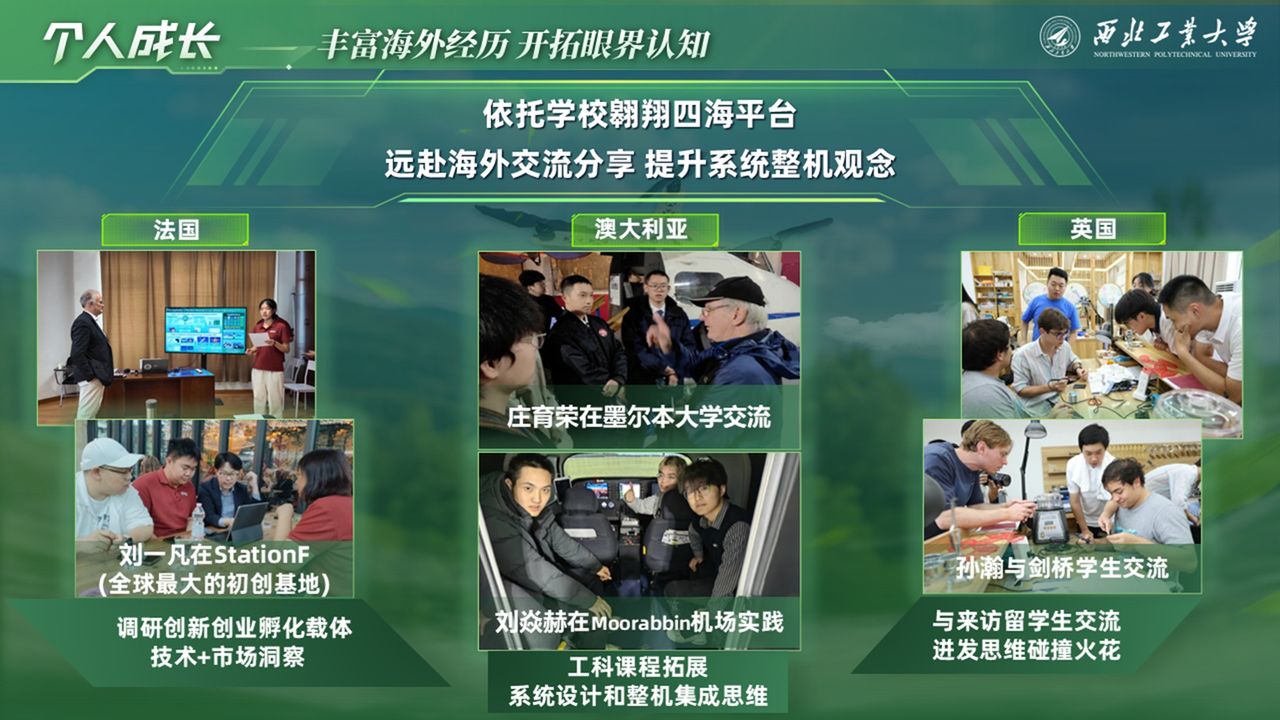 个人成长
丰富海外经历 开拓眼界认知
西北工业大学
NORTHWESTERN POLYTECHNICAL UNIVERSITY
依托学校翱翔四海平台
远赴海外交流分享 提升系统整机观念
法国
澳大利亚
英国
庄育荣在墨尔本大学交流
刘一凡在StationF
(全球最大的初创基地)
刘焱赫在Moorabbin机场实践
孙瀚与剑桥学生交流
调研创新创业孵化载体
技术+市场洞察
工科课程拓展
系统设计和整机集成思维
与来访留学生交流
迸发思维碰撞火花